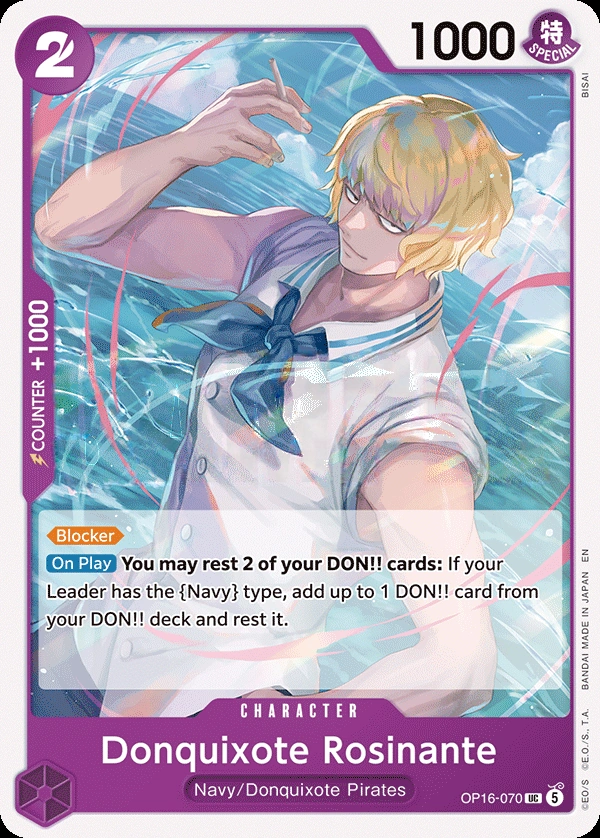 2
1000
特
SPECIAL
BISAI
COUNTER +1000
Blocker
On Play You may rest 2 of your DON!! cards: If your
Leader has the {Navy} type, add up to 1 DON!! card from
your DON!! deck and rest it.
BANDAI MADE IN JAPAN EN
©E.O./S., T.A.
©EO/S
CHARACTER
Donquixote Rosinante
Navy/Donquixote Pirates
OP16-070 UC 5